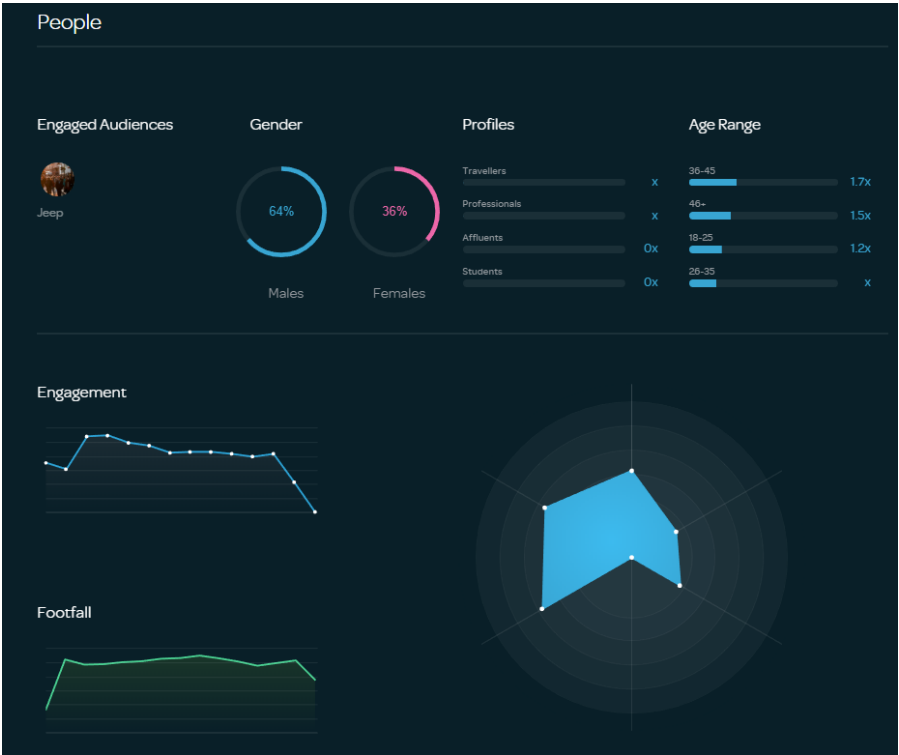 People
Engaged Audiences
Jeep
Gender
64%
Males
36%
Females
Profiles
Travellers
x
Professionals
x
Affluents
0x
Students
0x
Age Range
36-45
1.7x
46+
1.5x
18-25
1.2x
26-35
x
Engagement
Footfall